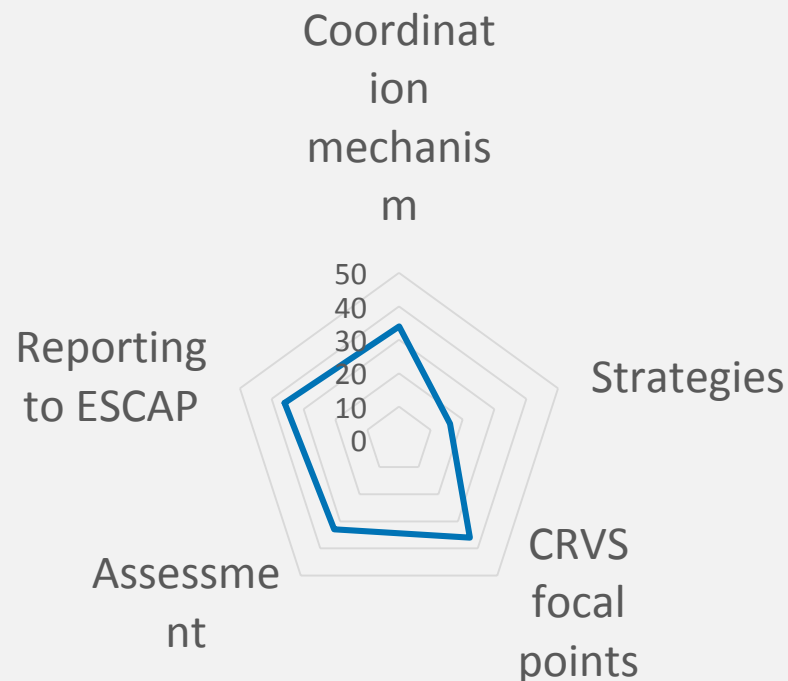 Coordinat
ion
mechanis
m
50
40
30
20
10
0
Reporting
to ESCAP
Strategies
Assessme
nt
CRVS
focal
points